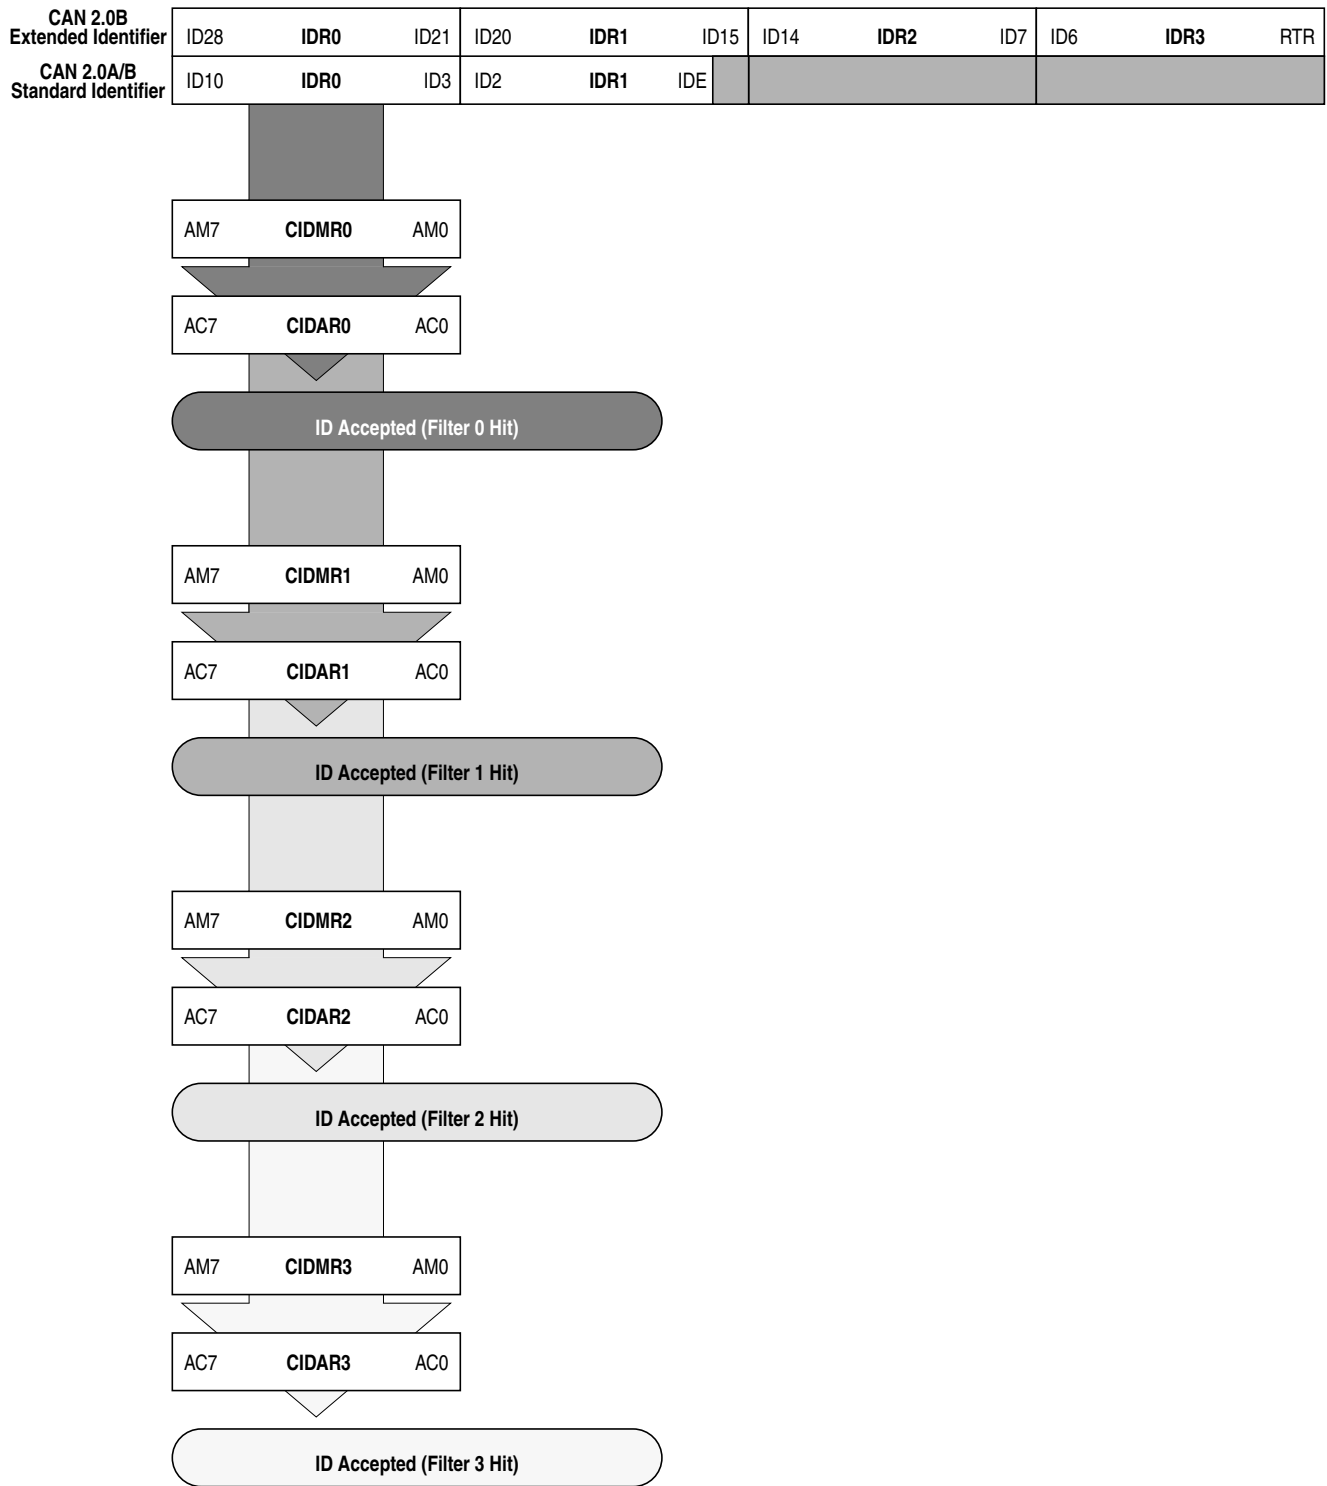 CAN 2.0B
Extended Identifier
ID28 IDR0 ID21 ID20 IDR1 ID15 ID14 IDR2 ID7 ID6 IDR3 RTR
CAN 2.0A/B
Standard Identifier
ID10 IDR0 ID3 ID2 IDR1 IDE
AM7 CIDMR0 AM0
AC7 CIDAR0 AC0
ID Accepted (Filter 0 Hit)
AM7 CIDMR1 AM0
AC7 CIDAR1 AC0
ID Accepted (Filter 1 Hit)
AM7 CIDMR2 AM0
AC7 CIDAR2 AC0
ID Accepted (Filter 2 Hit)
AM7 CIDMR3 AM0
AC7 CIDAR3 AC0
ID Accepted (Filter 3 Hit)